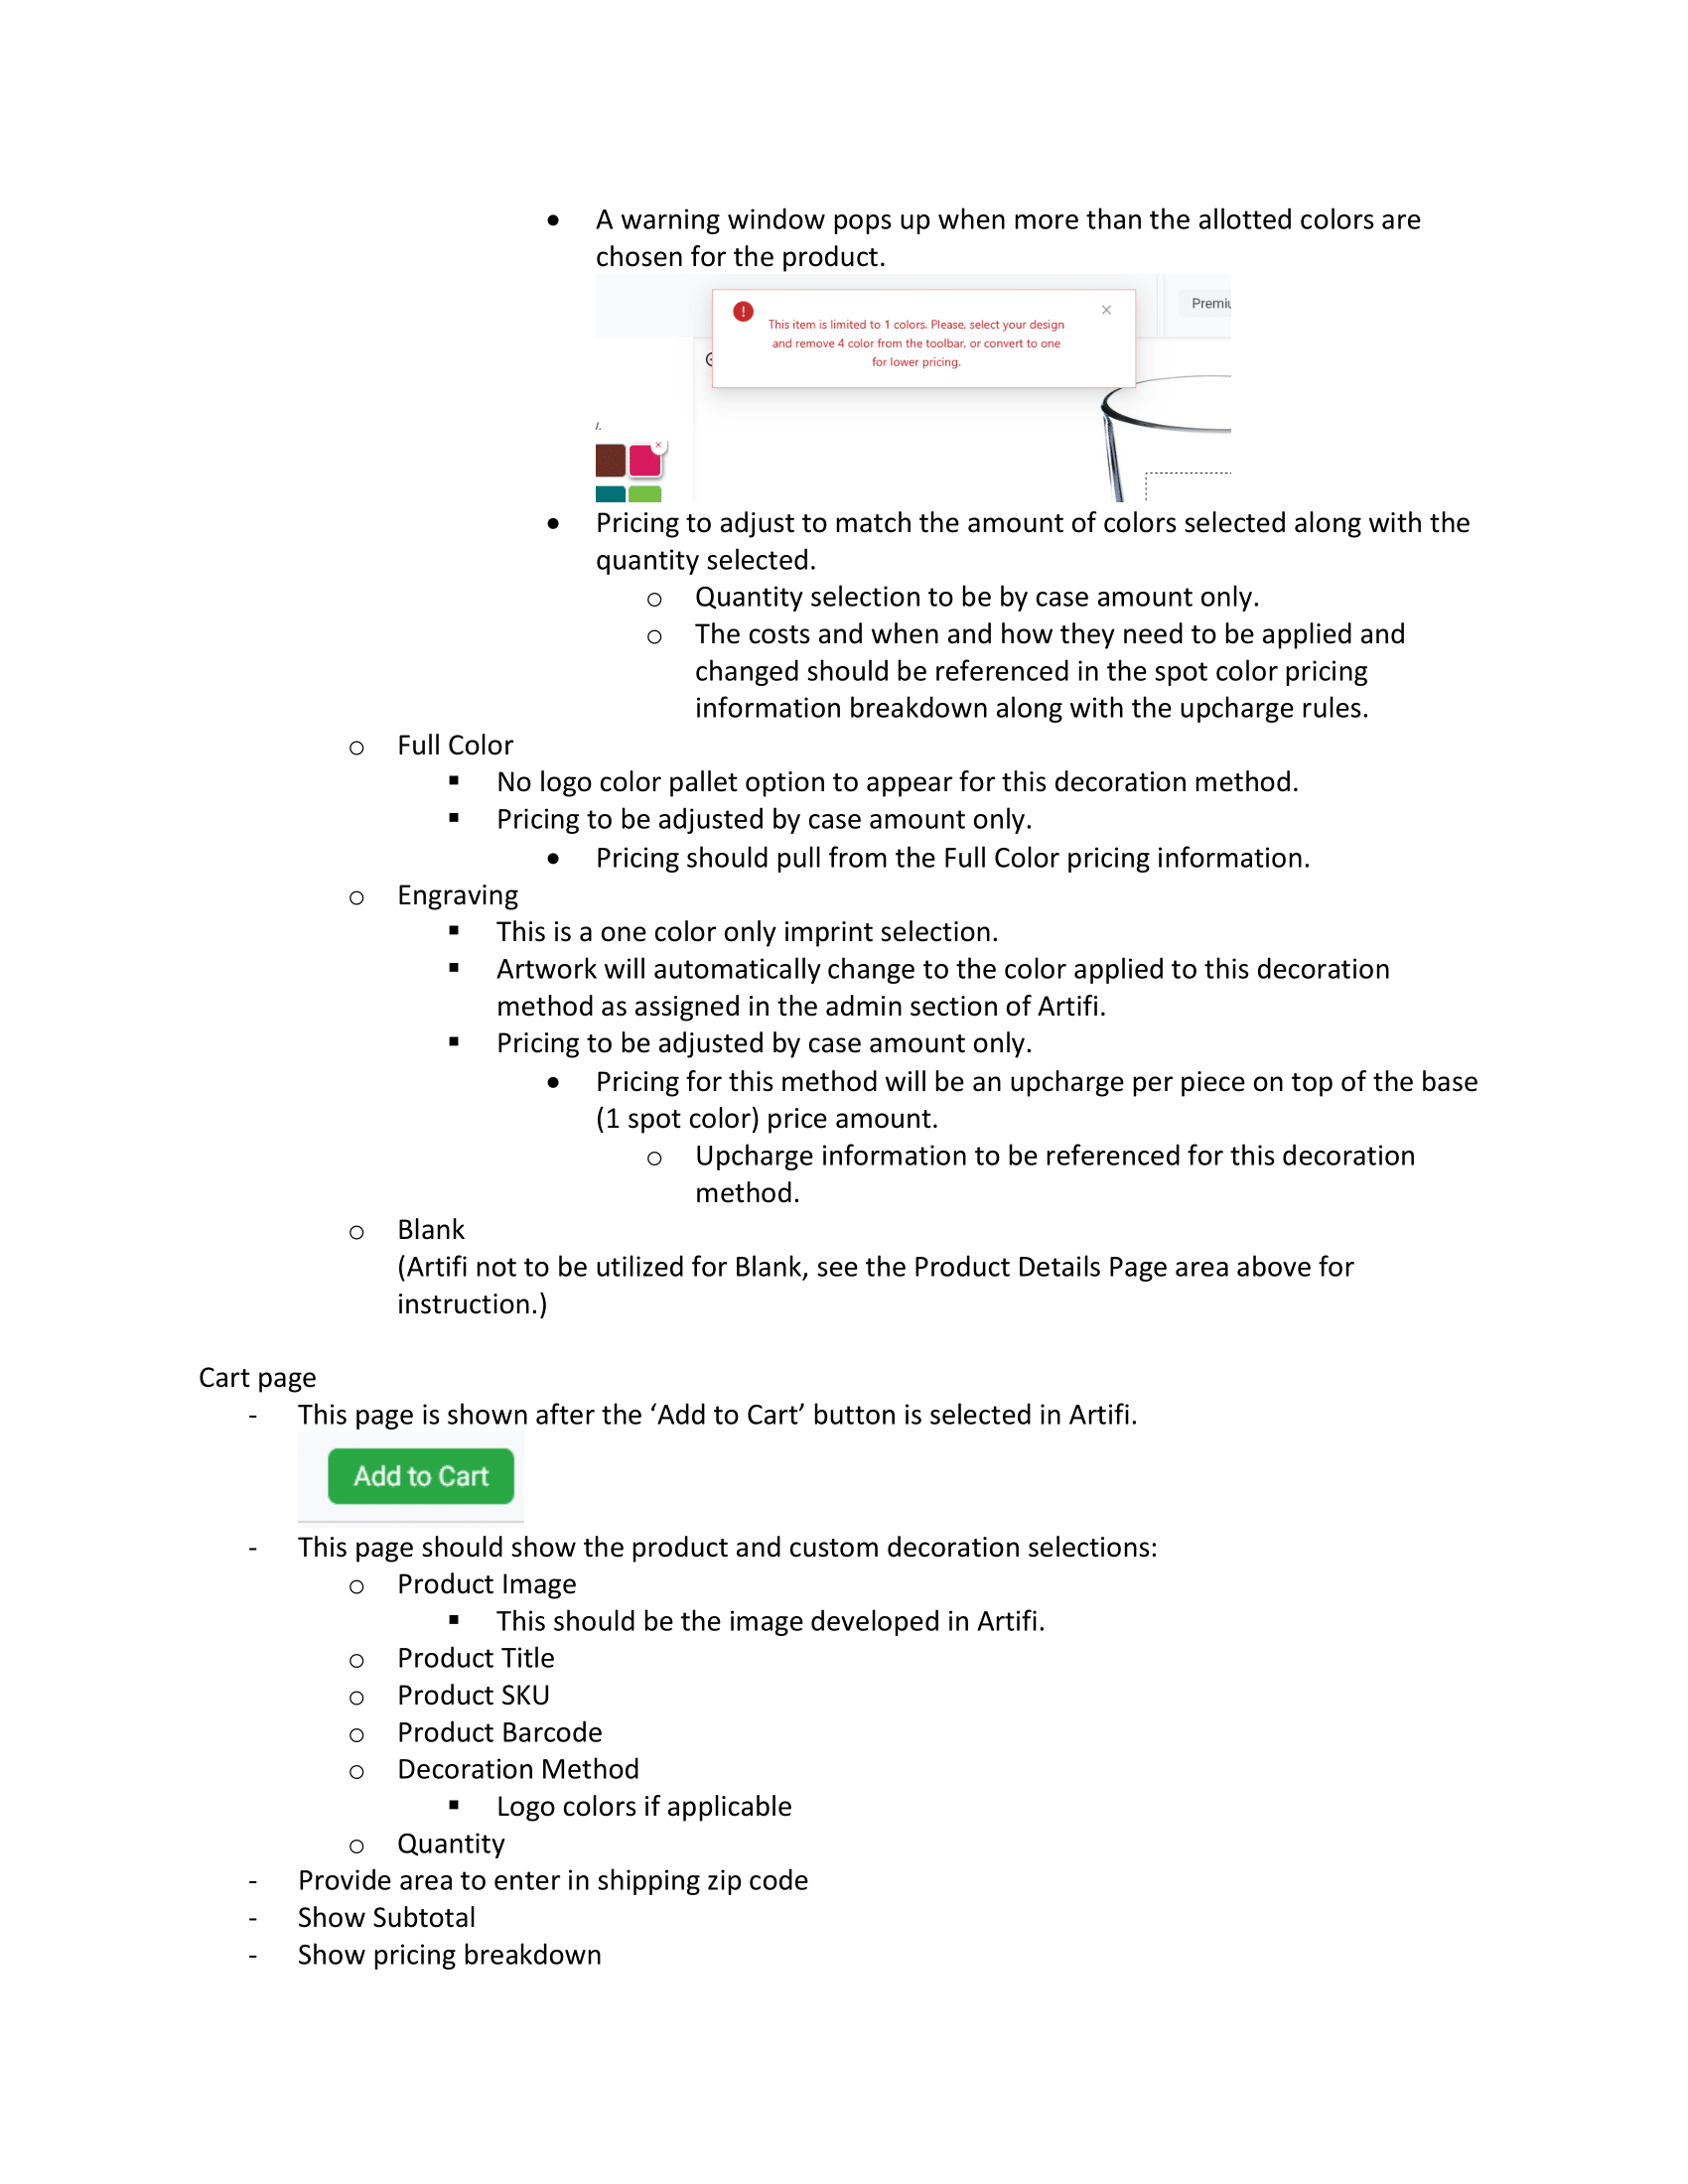 • A warning window pops up when more than the allotted colors are
chosen for the product.
Premiu
This item is limited to 1 colors. Please, select your design
and remove 4 color from the toolbar, or convert to one
for lower pricing.
/.
• Pricing to adjust to match the amount of colors selected along with the
quantity selected.
o Quantity selection to be by case amount only.
o The costs and when and how they need to be applied and
changed should be referenced in the spot color pricing
information breakdown along with the upcharge rules.
o Full Color
▪ No logo color pallet option to appear for this decoration method.
▪ Pricing to be adjusted by case amount only.
• Pricing should pull from the Full Color pricing information.
o Engraving
▪ This is a one color only imprint selection.
▪ Artwork will automatically change to the color applied to this decoration
method as assigned in the admin section of Artifi.
▪ Pricing to be adjusted by case amount only.
• Pricing for this method will be an upcharge per piece on top of the base
(1 spot color) price amount.
o Upcharge information to be referenced for this decoration
method.
o Blank
(Artifi not to be utilized for Blank, see the Product Details Page area above for
instruction.)
Cart page
- This page is shown after the ‘Add to Cart’ button is selected in Artifi.
Add to Cart
- This page should show the product and custom decoration selections:
o Product Image
▪ This should be the image developed in Artifi.
o Product Title
o Product SKU
o Product Barcode
o Decoration Method
▪ Logo colors if applicable
o Quantity
- Provide area to enter in shipping zip code
- Show Subtotal
- Show pricing breakdown